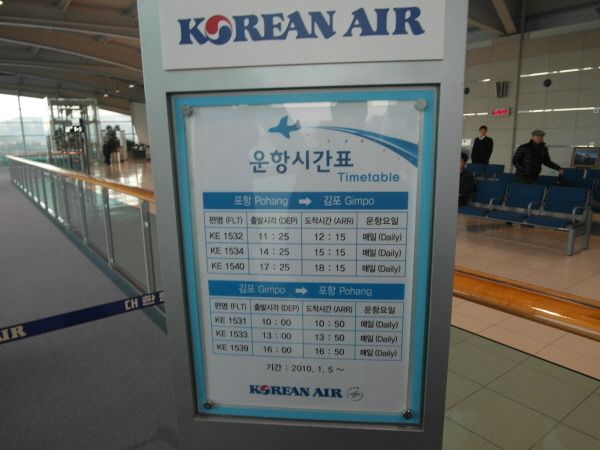 KOREAN AIR
운항시간표
Timetable
포항 Pohang → 김포 Gimpo
편명 (FLT) 출발시각 (DEP) 도착시간 (ARR) 운항요일
KE 1532 11 : 25 12 : 15 매일 (Daily)
KE 1534 14 : 25 15 : 15 매일 (Daily)
KE 1540 17 : 25 18 : 15 매일 (Daily)
김포 Gimpo → 포항 Pohang
편명 (FLT) 출발시각 (DEP) 도착시간 (ARR) 운항요일
KE 1531 10 : 00 10 : 50 매일 (Daily)
KE 1533 13 : 00 13 : 50 매일 (Daily)
KE 1539 16 : 00 16 : 50 매일 (Daily)
기간 : 2010. 1. 5 ~
KOREAN AIR
대한
AIR